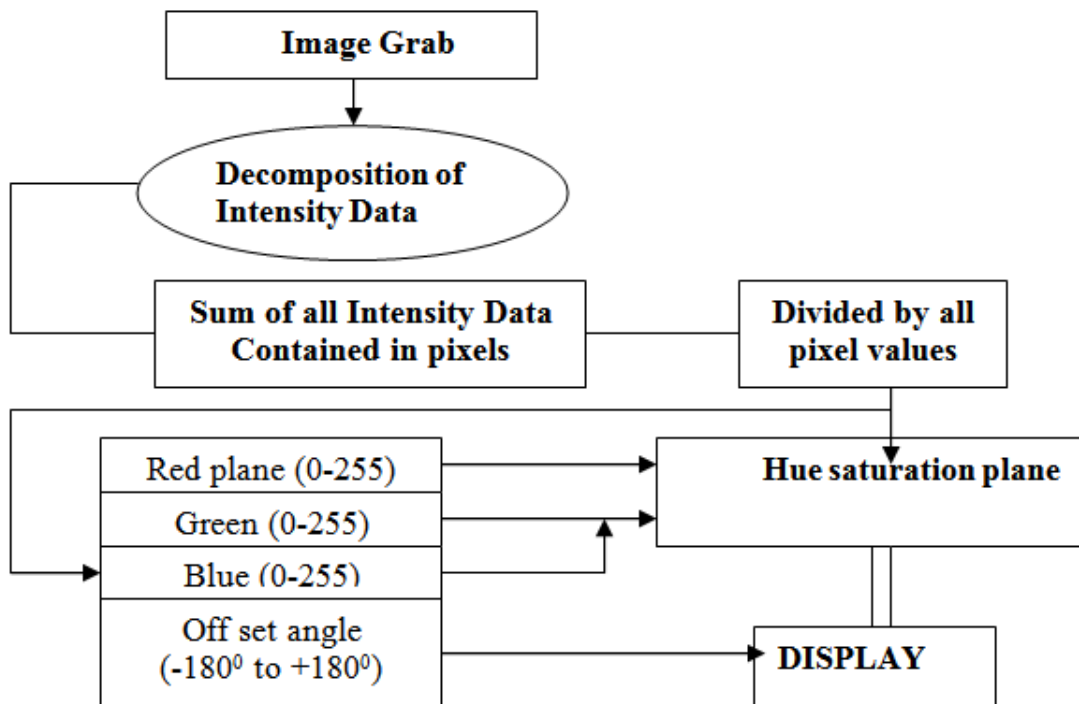 Image Grab
Decomposition of
Intensity Data
Sum of all Intensity Data
Contained in pixels
Divided by all
pixel values
Red plane (0-255)
Hue saturation plane
Green (0-255)
Blue (0-255)
Off set angle
(-180⁰ to +180⁰)
DISPLAY